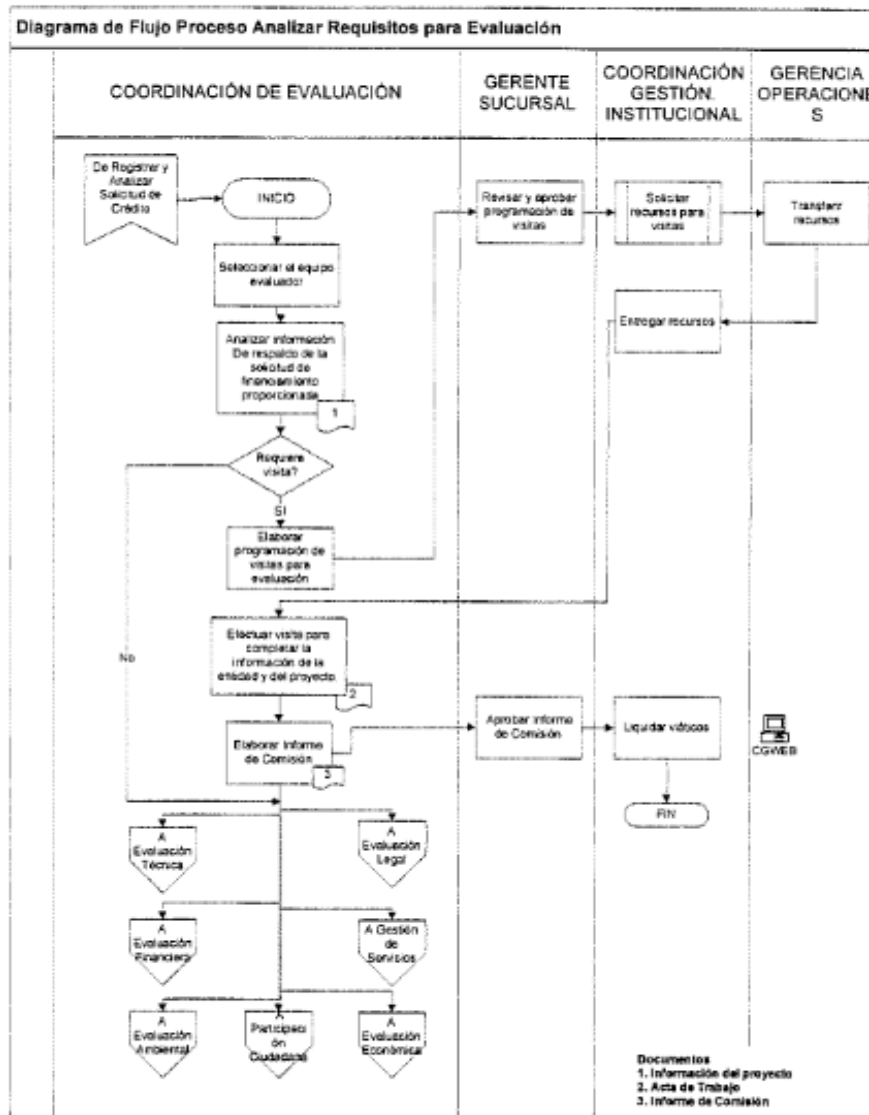 Diagrama de Flujo Proceso Analizar Requisitos para Evaluación
COORDINACIÓN DE EVALUACIÓN
GERENTE
SUCURSAL
COORDINACIÓN
GESTIÓN.
INSTITUCIONAL
GERENCIA
OPERACIONE
S
De Registrar y
Analizar
Solicitud de
Crédito
INICIO
Revisar y aprobar
programación de
visitas
Solicitar
recursos para
visitas
Transferir
recursos
Seleccionar el equipo
evaluador
Entregar recursos
Analizar información
De respaldo de la
solicitud de
financiamiento
proporcionada
1
Requiere
visita?
SI
Elaborar
programación de
visitas para
evaluación
Efectuar visita para
completar la
información de la
entidad y del proyecto.
2
No
Elaborar Informe
de Comisión
3
Aprobar Informe
de Comisión
Liquidar viáticos
CGWEB
FIN
A
Evaluación
Técnica
A
Evaluación
Legal
A
Evaluación
Financiera
A Gestión
de
Servicios
A
Evaluación
Ambiental
A
Participaci
ón
Ciudadana
A
Evaluación
Económica
Documentos
1. Información del proyecto
2. Acta de Trabajo
3. Informe de Comisión